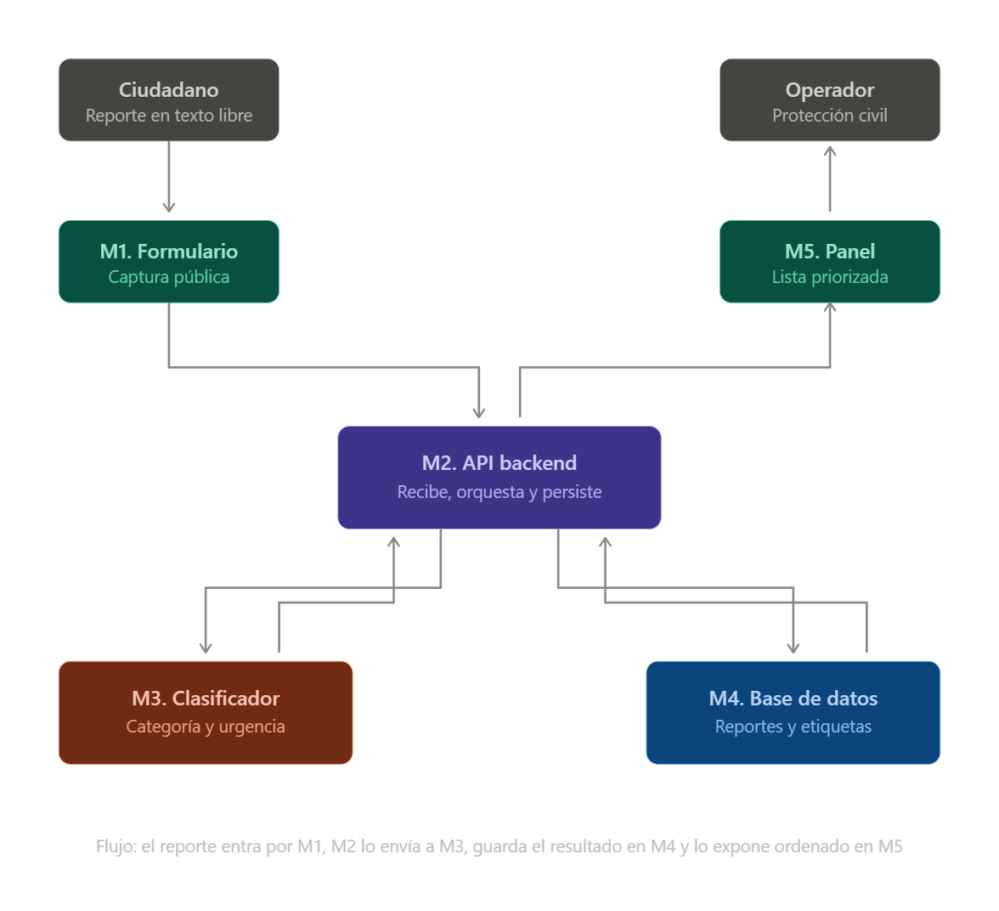 Ciudadano
Reporte en texto libre
Operador
Protección civil
M1. Formulario
Captura pública
M5. Panel
Lista priorizada
M2. API backend
Recibe, orquesta y persiste
M3. Clasificador
Categoría y urgencia
M4. Base de datos
Reportes y etiquetas
Flujo: el reporte entra por M1, M2 lo envía a M3, guarda el resultado en M4 y lo expone ordenado en M5